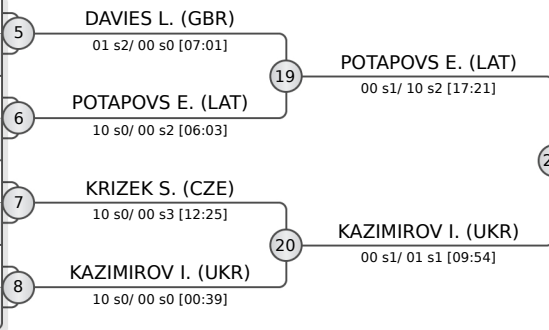 5
DAVIES L. (GBR)
01 s2/ 00 s0 [07:01]
19
POTAPOVS E. (LAT)
00 s1/ 10 s2 [17:21]
6
POTAPOVS E. (LAT)
10 s0/ 00 s2 [06:03]
7
KRIZEK S. (CZE)
10 s0/ 00 s3 [12:25]
20
KAZIMIROV I. (UKR)
00 s1/ 01 s1 [09:54]
8
KAZIMIROV I. (UKR)
10 s0/ 00 s0 [00:39]